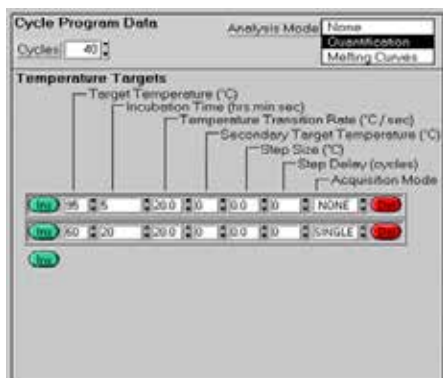 Cycle Program Data
Analysis Mode None
Quantification
Melting Curves
Cycles 40
Temperature Targets
Target Temperature (°C)
Incubation Time (hrs:min:sec)
Temperature Transition Rate (°C / sec)
Secondary Target Temperature (°C)
Step Size (°C)
Step Delay (cycles)
Acquisition Mode
Ins 95 5 20.0 0 0.0 0 NONE Del
Ins 60 20 20.0 0 0.0 0 SINGLE Del
Ins